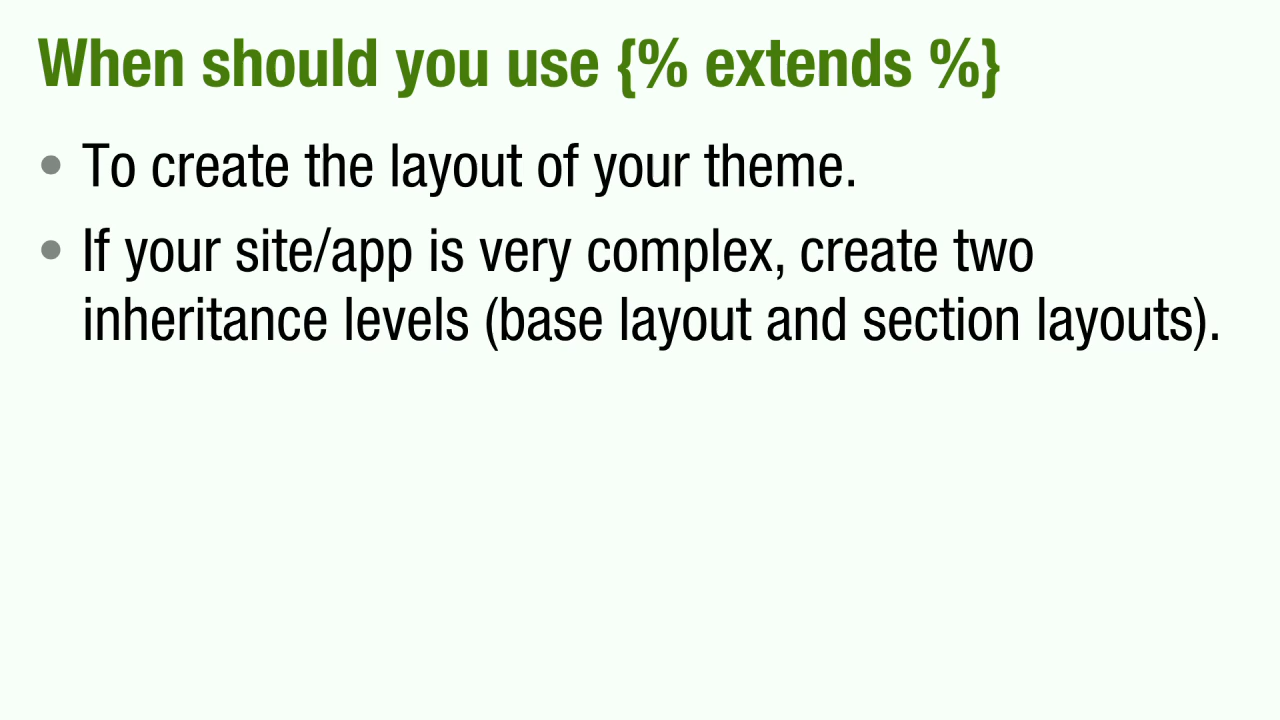 When should you use {% extends %}
• To create the layout of your theme.
• If your site/app is very complex, create two
inheritance levels (base layout and section layouts).